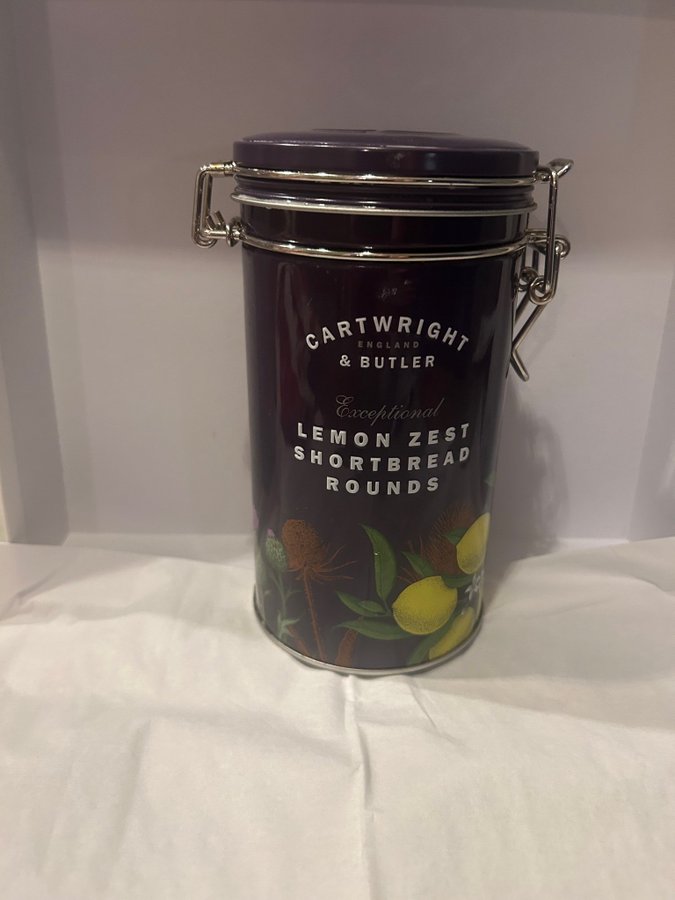 CARTWRIGHT
ENGLAND
& BUTLER
Exceptional
LEMON ZEST
SHORTBREAD
ROUNDS